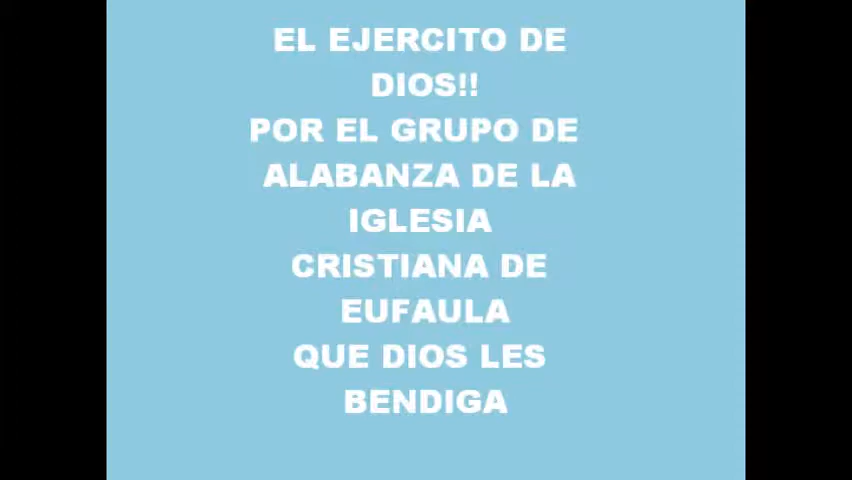 EL EJERCITO DE
DIOS!!
POR EL GRUPO DE
ALABANZA DE LA
IGLESIA
CRISTIANA DE
EUFAULA
QUE DIOS LES
BENDIGA